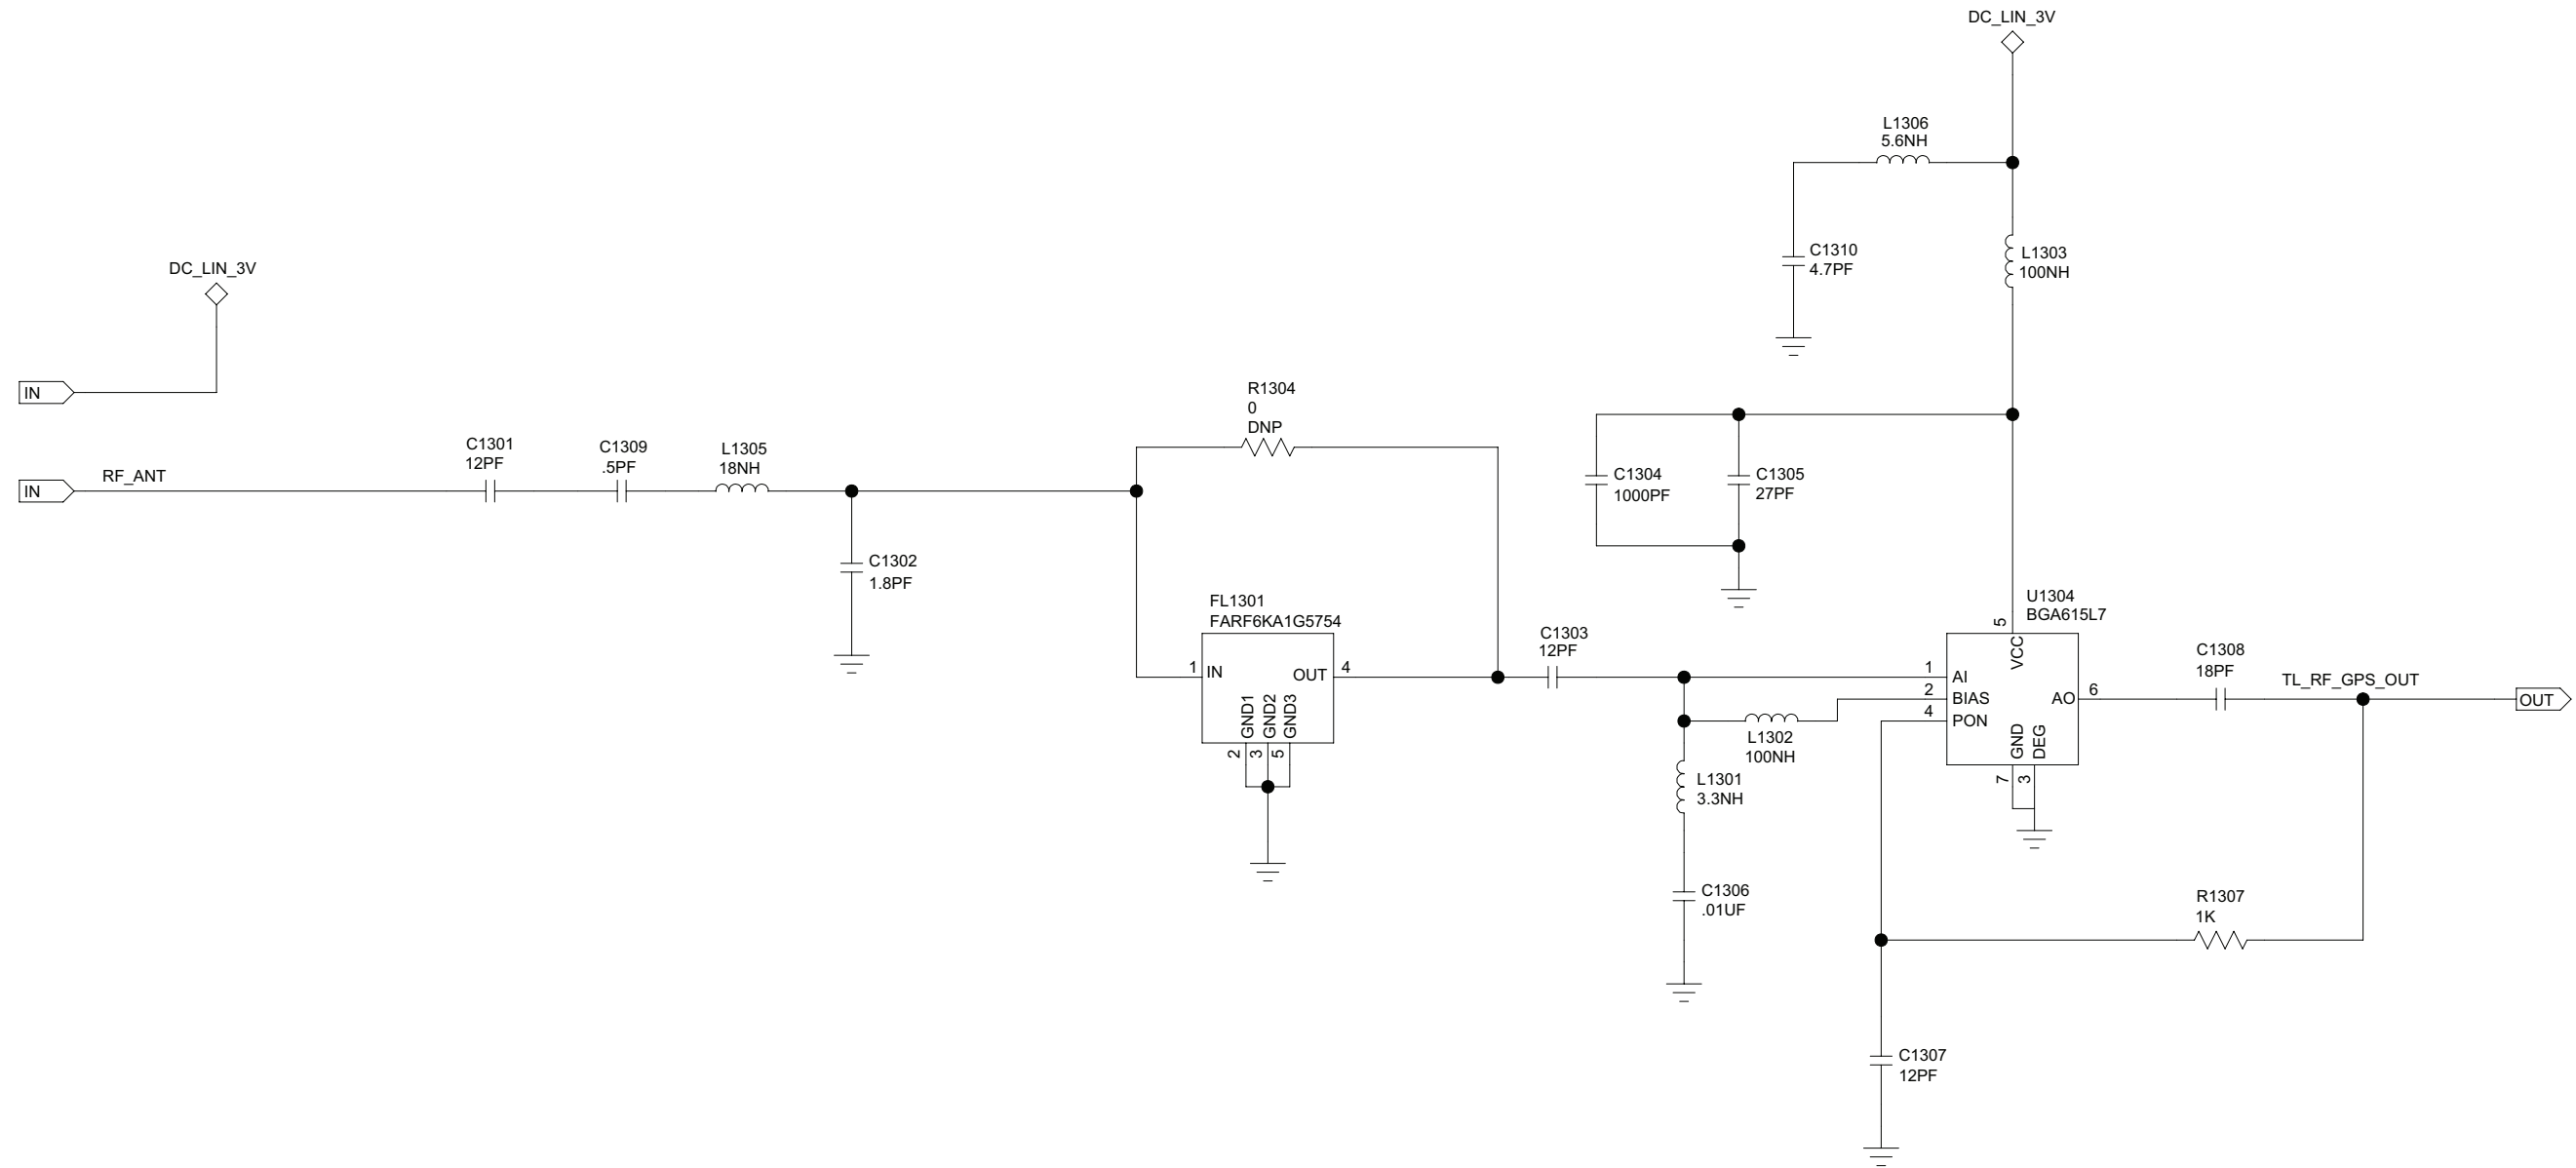 DC_LIN_3V
L1306
5.6NH
C1310
4.7PF
L1303
100NH
DC_LIN_3V
IN
R1304
0
DNP
C1301
12PF
C1309
.5PF
L1305
18NH
RF_ANT
IN
C1304
1000PF
C1305
27PF
C1302
1.8PF
FL1301
FARF6KA1G5754
1
IN
OUT
4
GND1
GND2
GND3
2
3
5
C1303
12PF
U1304
BGA615L7
5
VCC
1
AI
2
BIAS
4
PON
AO
6
GND
DEG
7
3
C1308
18PF
TL_RF_GPS_OUT
OUT
L1302
100NH
L1301
3.3NH
C1306
.01UF
R1307
1K
C1307
12PF